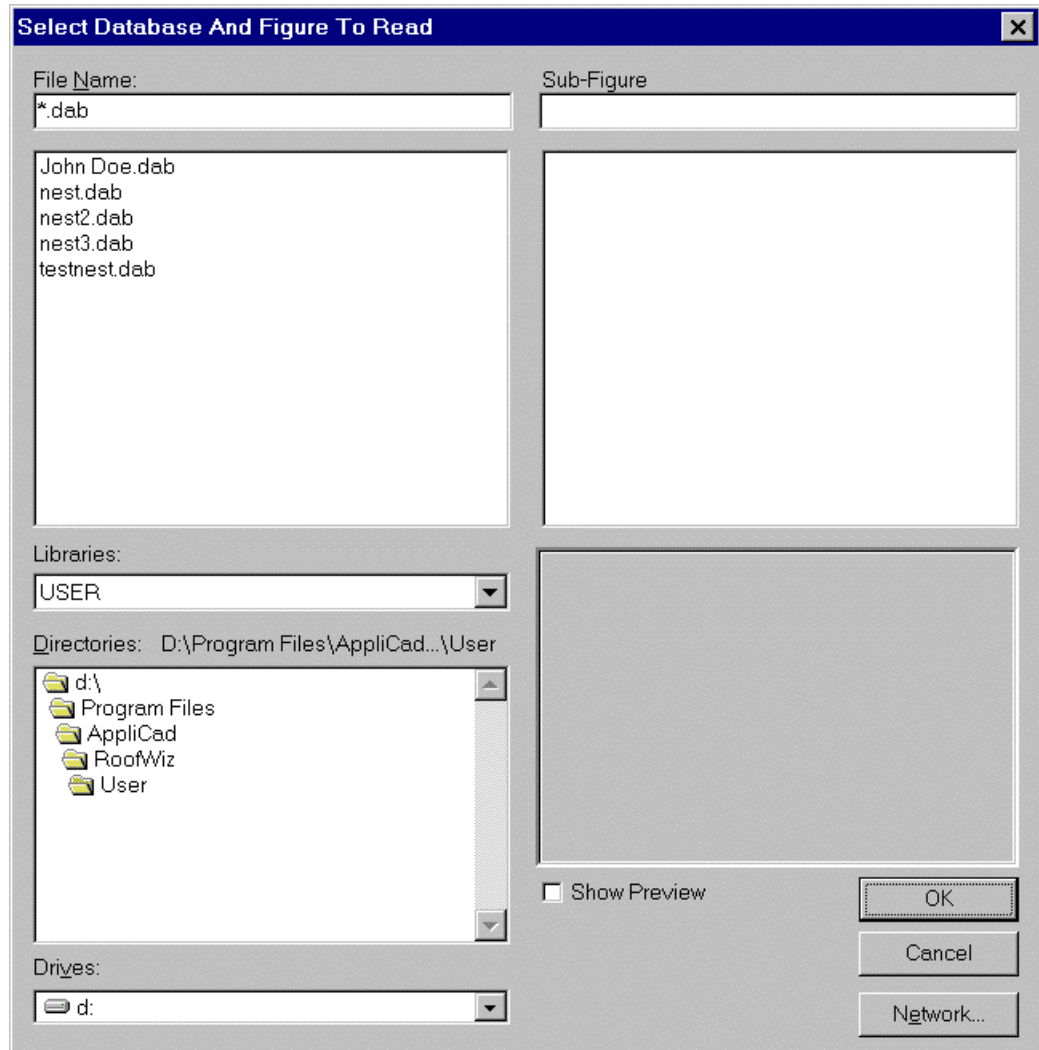 Select Database And Figure To Read
File Name:
*.dab
John Doe.dab
nest.dab
nest2.dab
nest3.dab
testnest.dab
Libraries:
USER
Directories: D:\Program Files\AppliCad...\User
d:\
Program Files
AppliCad
RoofWiz
User
Drives:
d:
Sub-Figure
Show Preview
OK
Cancel
Network...